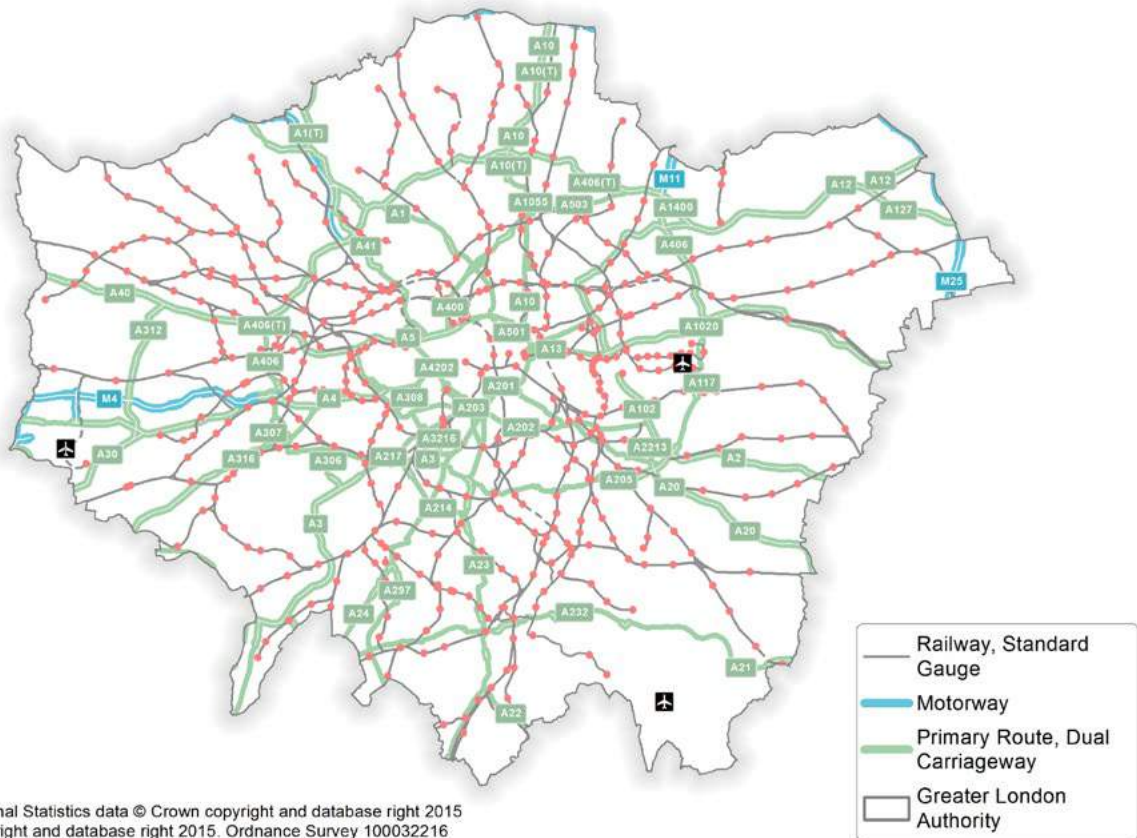 A10
A10(T)
A1(T)
A10
A10(T)
M11
A406(T)
A12
A12
A1055
A503
A1400
A127
A1
A41
A406
M25
A40
A400
A10
A312
A406(T)
A501
A1020
A5
A13
A406
A4202
A117
A201
M4
A4
A308
A203
A102
A307
A3216
A202
A2213
A30
A316
A306
A217
A3
A2
A205
A20
A214
A3
A20
A23
A297
A24
A232
A21
A22
Railway, Standard
Gauge
Motorway
Primary Route, Dual
Carriageway
Greater London
Authority
nal Statistics data © Crown copyright and database right 2015
right and database right 2015. Ordnance Survey 100032216